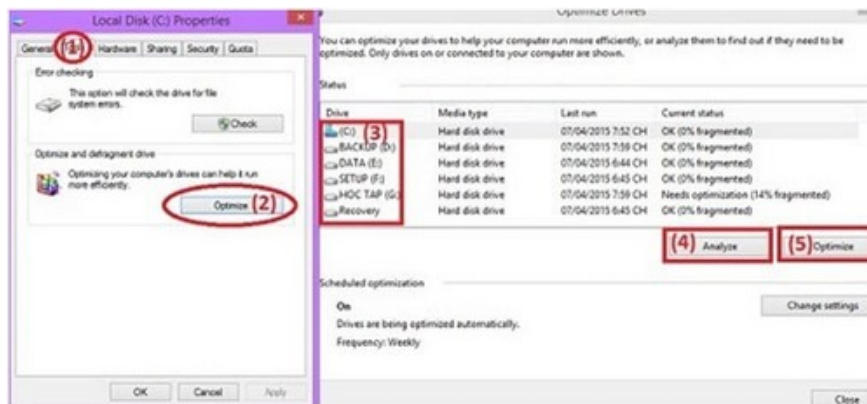 Local Disk (C:) Properties
General
(1)
Hardware
Sharing
Security
Quota
Error checking
This option will check the drive for file
system errors.
Check
Optimize and defragment drive
Optimizing your computer's drives can help it run
more efficiently.
Optimize (2)
OK
Cancel
Apply
Optimize Drives
You can optimize your drives to help your computer run more efficiently, or analyze them to find out if they need to be
optimized. Only drives on or connected to your computer are shown.
Status
Drive Media type Last run Current status
(C:) (3) Hard disk drive 07/04/2015 7:52 CH OK (0% fragmented)
BACKUP (D:) Hard disk drive 07/04/2015 7:59 CH OK (0% fragmented)
DATA (E:) Hard disk drive 07/04/2015 6:44 CH OK (0% fragmented)
SETUP (F:) Hard disk drive 07/04/2015 6:45 CH OK (0% fragmented)
HOC TAP (G: Hard disk drive 07/04/2015 7:59 CH Needs optimization (14% fragmented)
Recovery Hard disk drive 07/04/2015 6:45 CH OK (0% fragmented)
(4) Analyze
(5) Optimize
Scheduled optimization
On
Drives are being optimized automatically.
Frequency: Weekly
Change settings
Close